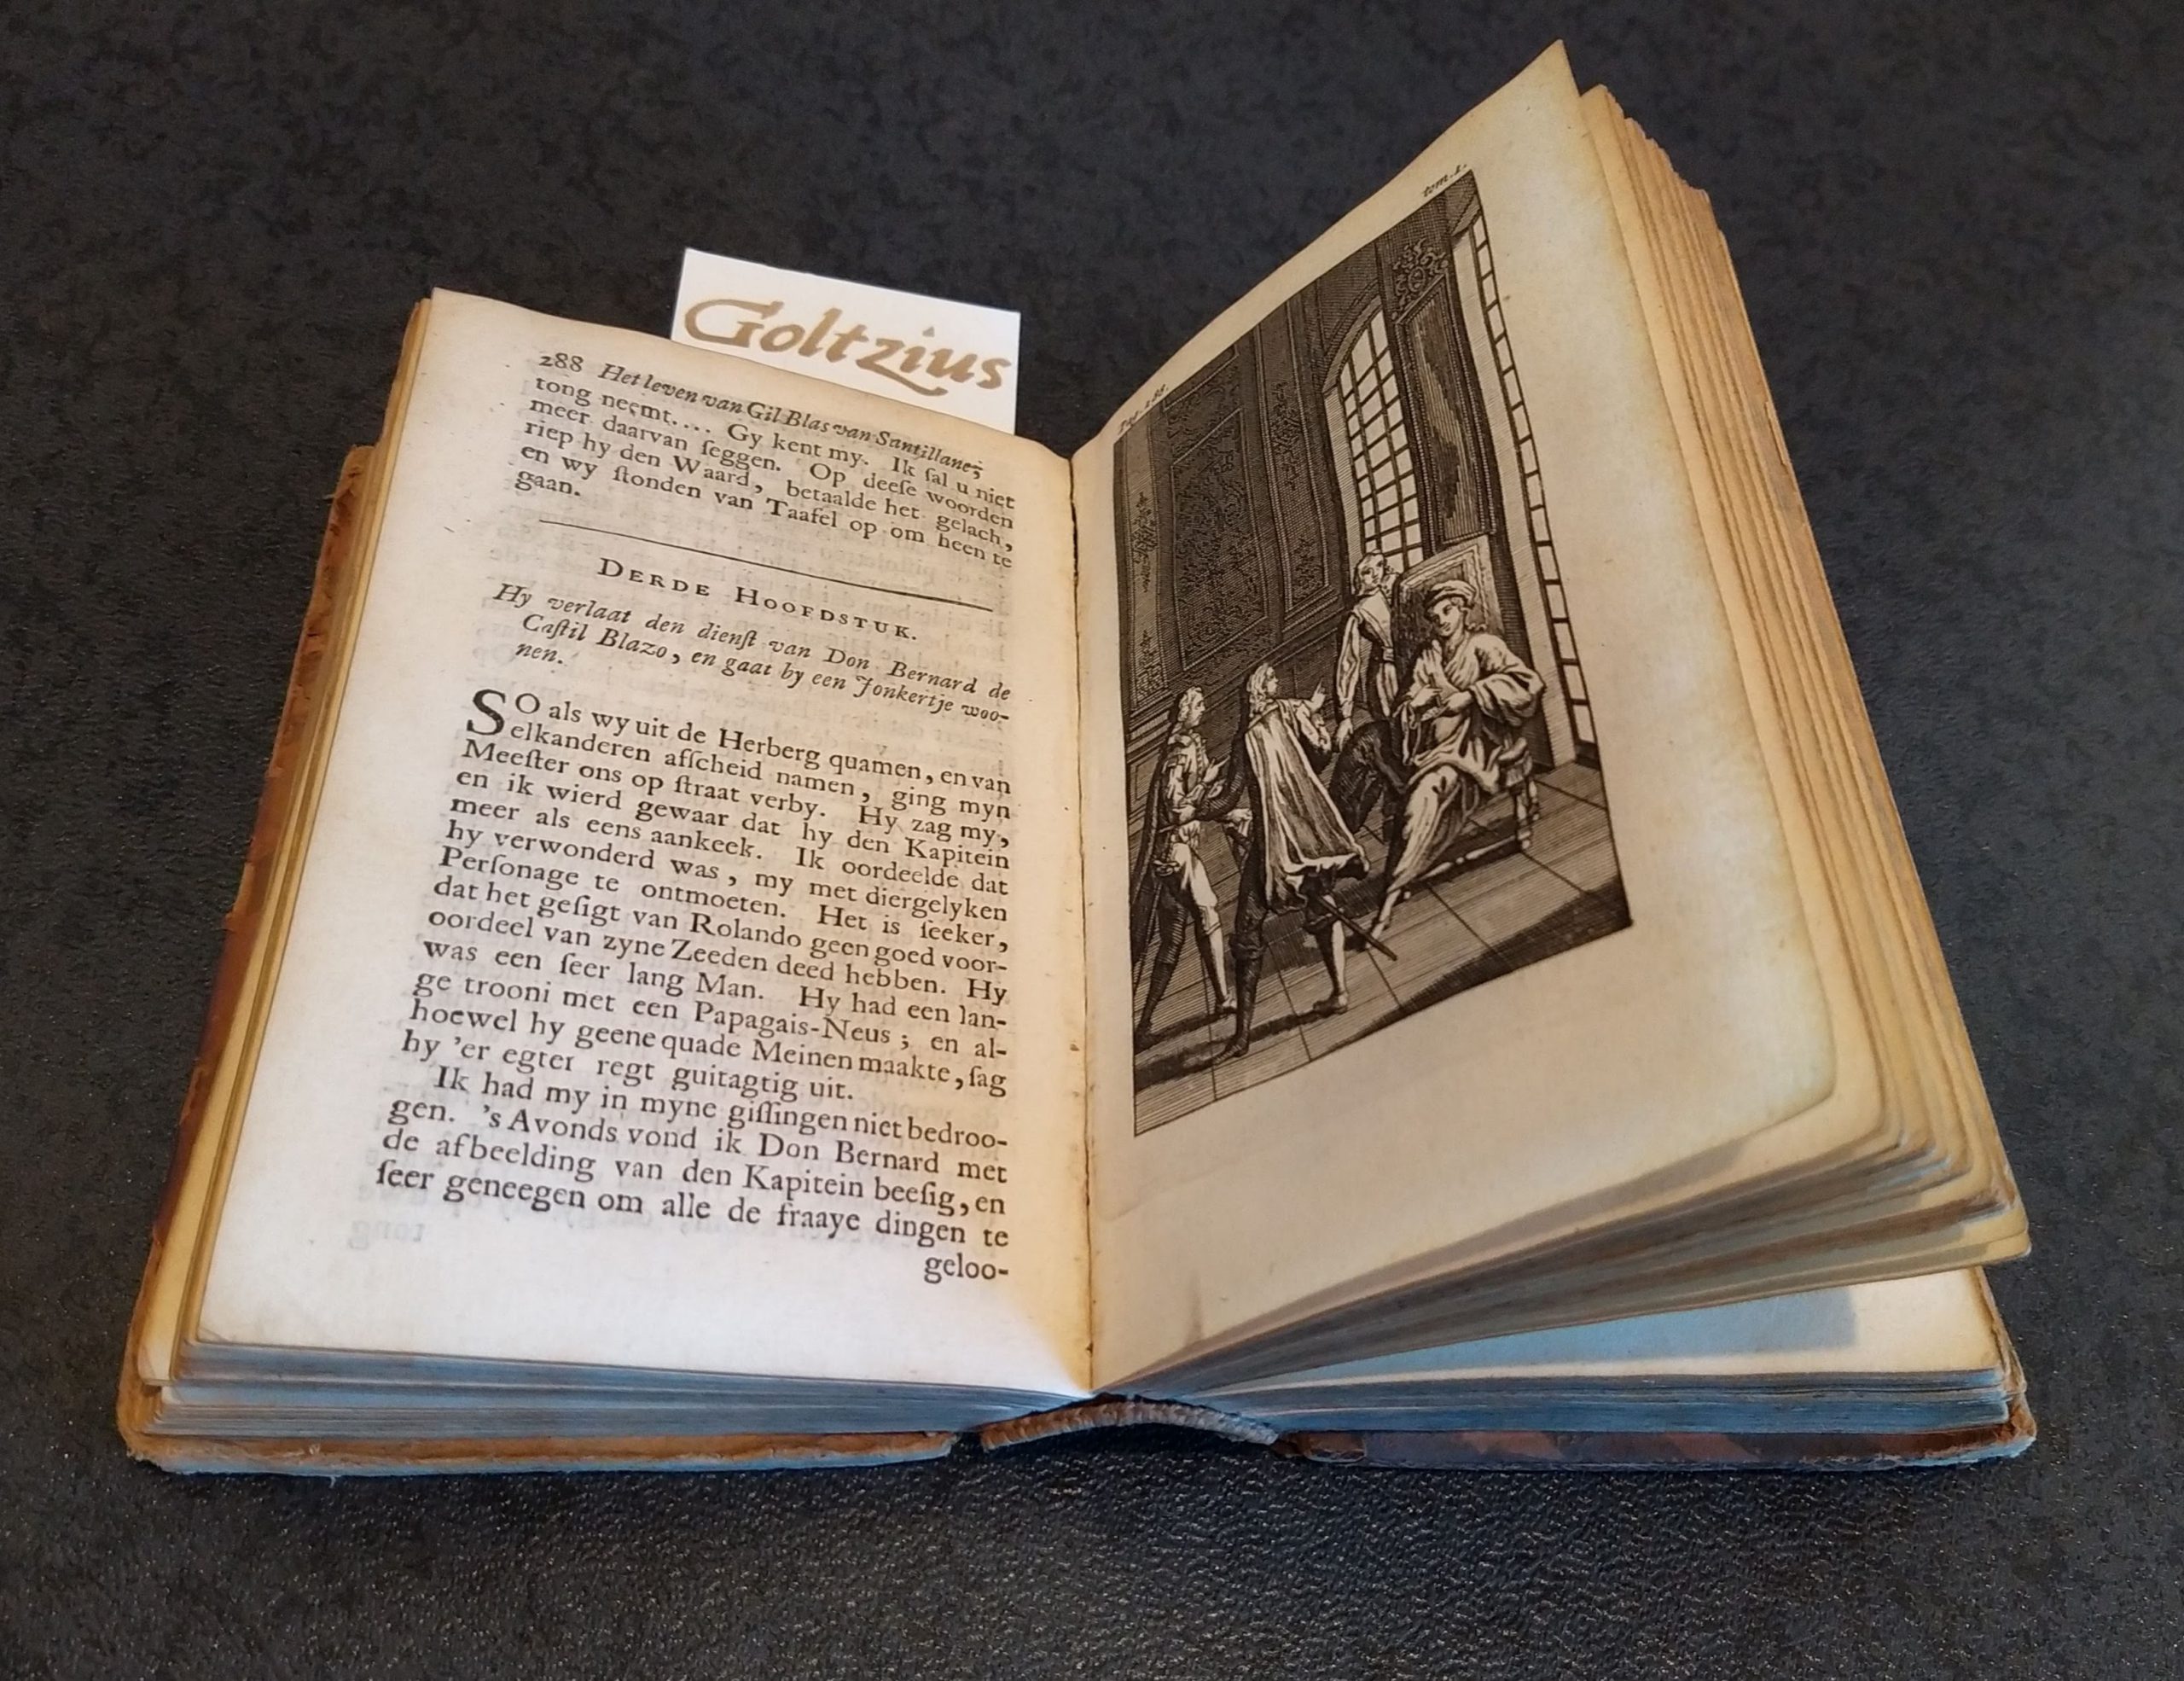 Goltzius
288 Het leven van Gil Blas van Santillane;
tong neemt.... Gy kent my. Ik ſal u niet
meer daarvan ſeggen. Op deeſe woorden
riep hy den Waard, betaalde het gelach,
en wy ſtonden van Taafel op om heen te
gaan.
DERDE HOOFDSTUK.
Hy verlaat den dienſt van Don Bernard de
Caſtil Blazo, en gaat by een Jonkertje woo-
nen.
SO als wy uit de Herberg quamen, en van
elkanderen afſcheid namen, ging myn
Meeſter ons op ſtraat verby. Hy zag my,
en ik wierd gewaar dat hy den Kapitein
meer als eens aankeek. Ik oordeelde dat
hy verwonderd was, my met diergelyken
Perſonage te ontmoeten. Het is ſeeker,
dat het geſigt van Rolando geen goed voor-
oordeel van zyne Zeeden deed hebben. Hy
was een ſeer lang Man. Hy had een lan-
ge trooni met een Papagais-Neus; en al-
hoewel hy geene quade Meinen maakte, ſag
hy 'er egter regt guitagtig uit.
Ik had my in myne giſſingen niet bedroo-
gen. 's Avonds vond ik Don Bernard met
de afbeelding van den Kapitein beeſig, en
ſeer geneegen om alle de fraaye dingen te
geloo-
tom. 1.